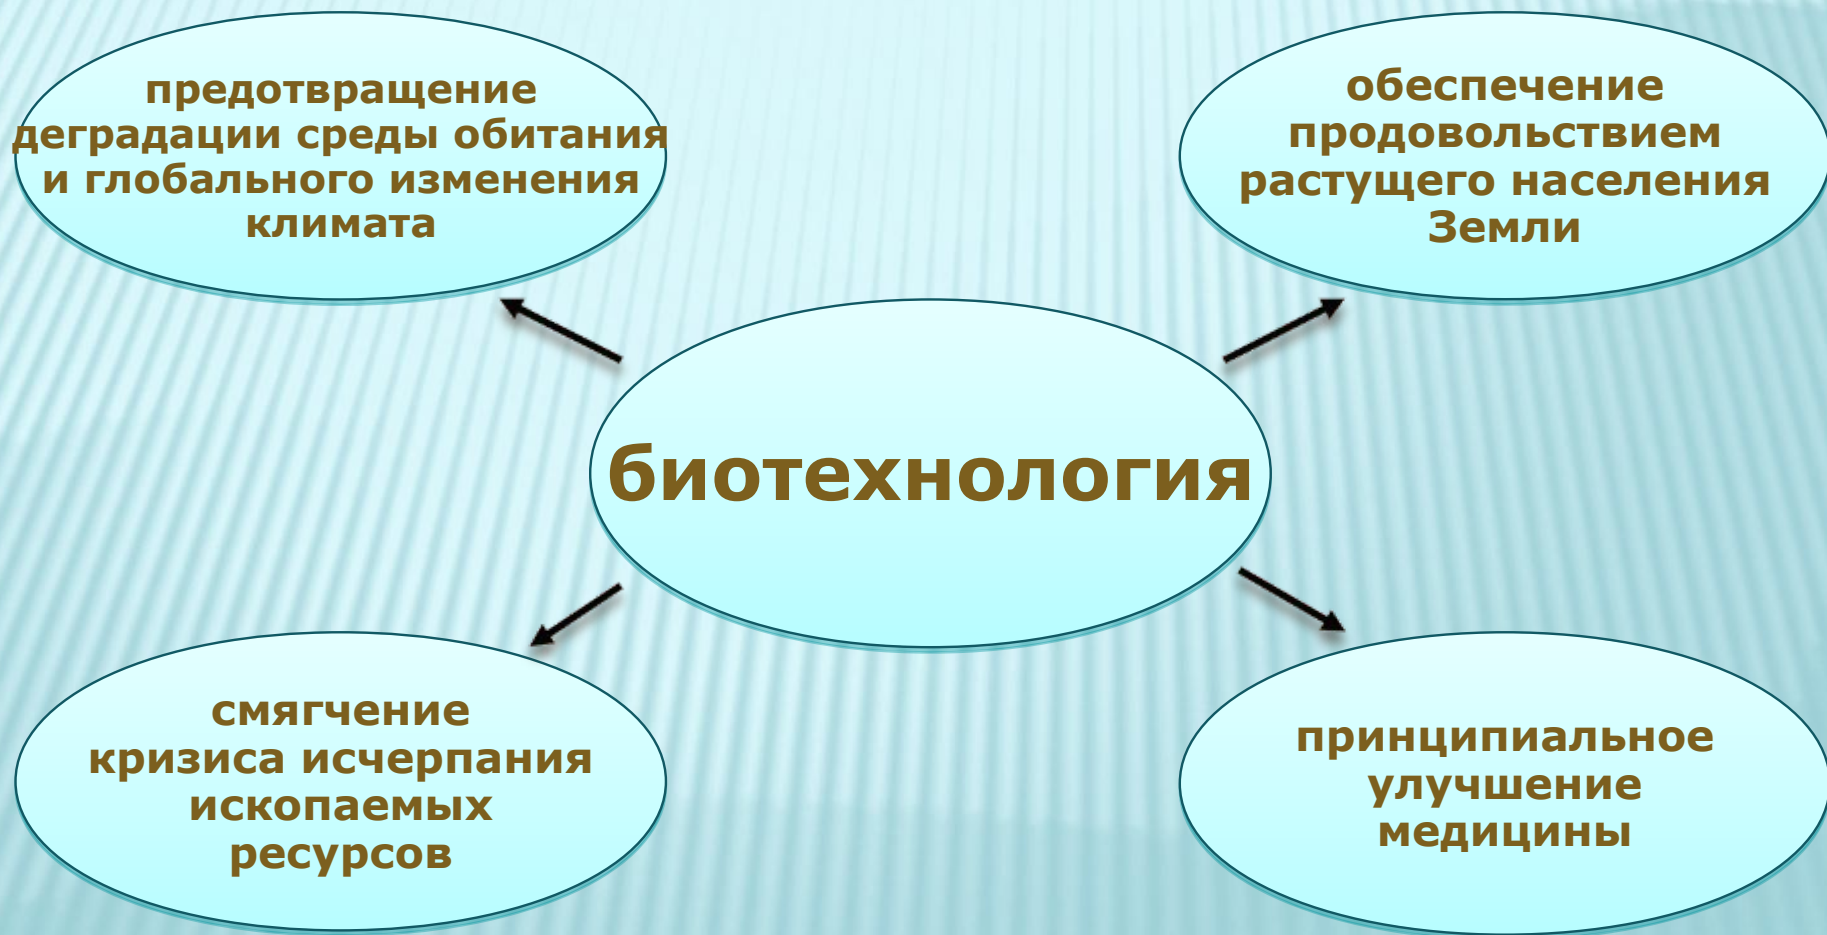 предотвращение
деградации среды обитания
и глобального изменения
климата
обеспечение
продовольствием
растущего населения
Земли
биотехнология
смягчение
кризиса исчерпания
ископаемых
ресурсов
принципиальное
улучшение
медицины